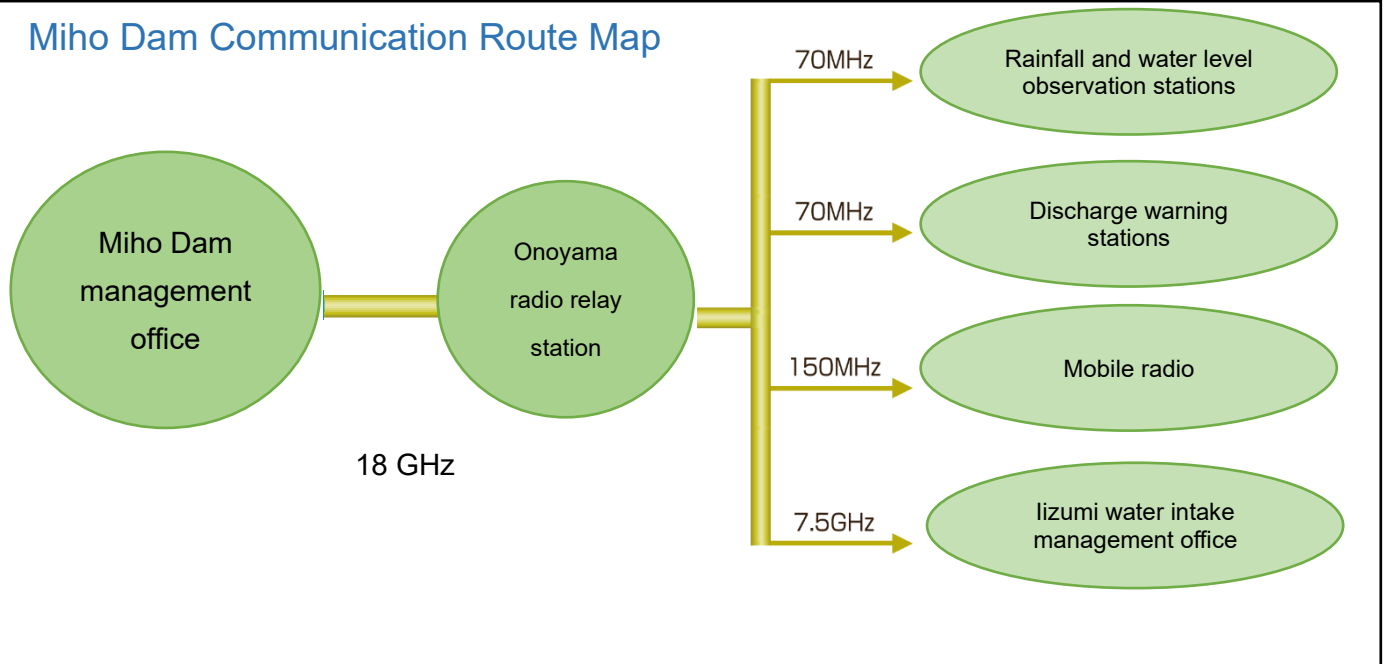 Miho Dam Communication Route Map
Miho Dam
management
office
18 GHz
Onoyama
radio relay
station
70MHz
Rainfall and water level
observation stations
70MHz
Discharge warning
stations
150MHz
Mobile radio
7.5GHz
Iizumi water intake
management office